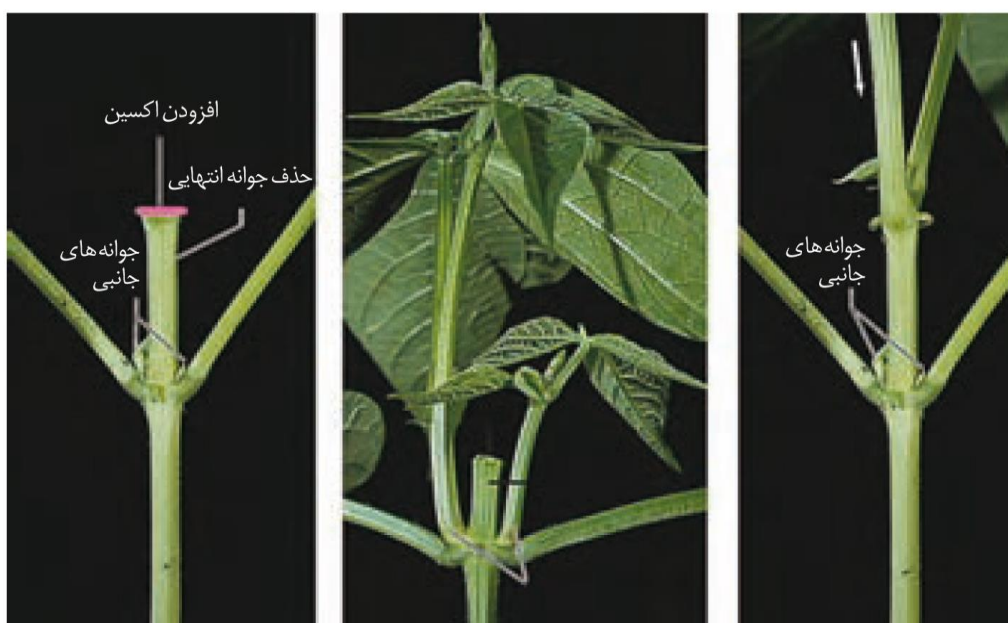 افزودن اکسین
حذف جوانه انتهایی
جوانه‌های
جانبی
جوانه‌های
جانبی